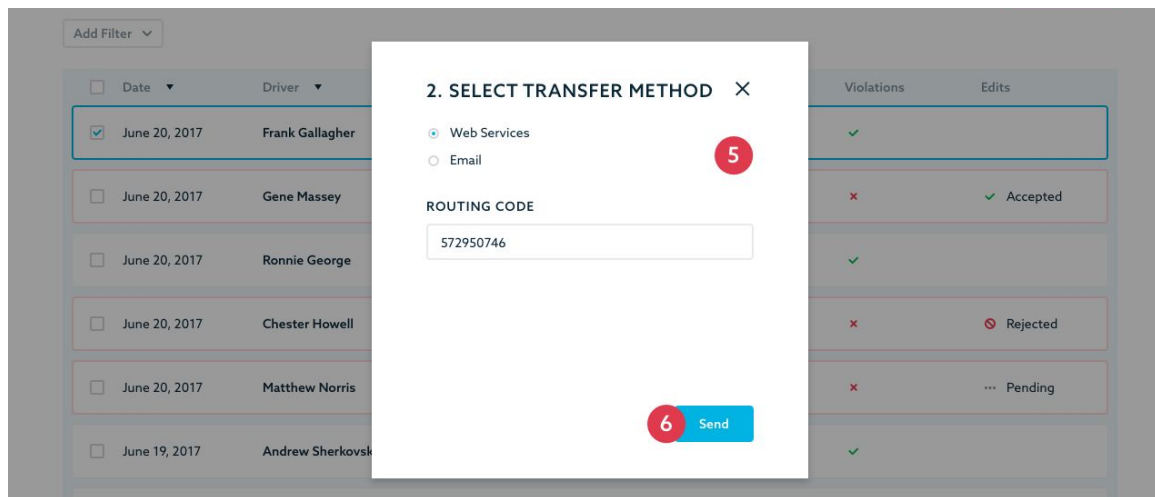 Add Filter
Date Driver Violations Edits
June 20, 2017 Frank Gallagher
June 20, 2017 Gene Massey Accepted
June 20, 2017 Ronnie George
June 20, 2017 Chester Howell Rejected
June 20, 2017 Matthew Norris Pending
June 19, 2017 Andrew Sherkovsk
2. SELECT TRANSFER METHOD
Web Services
Email
5
ROUTING CODE
572950746
6 Send